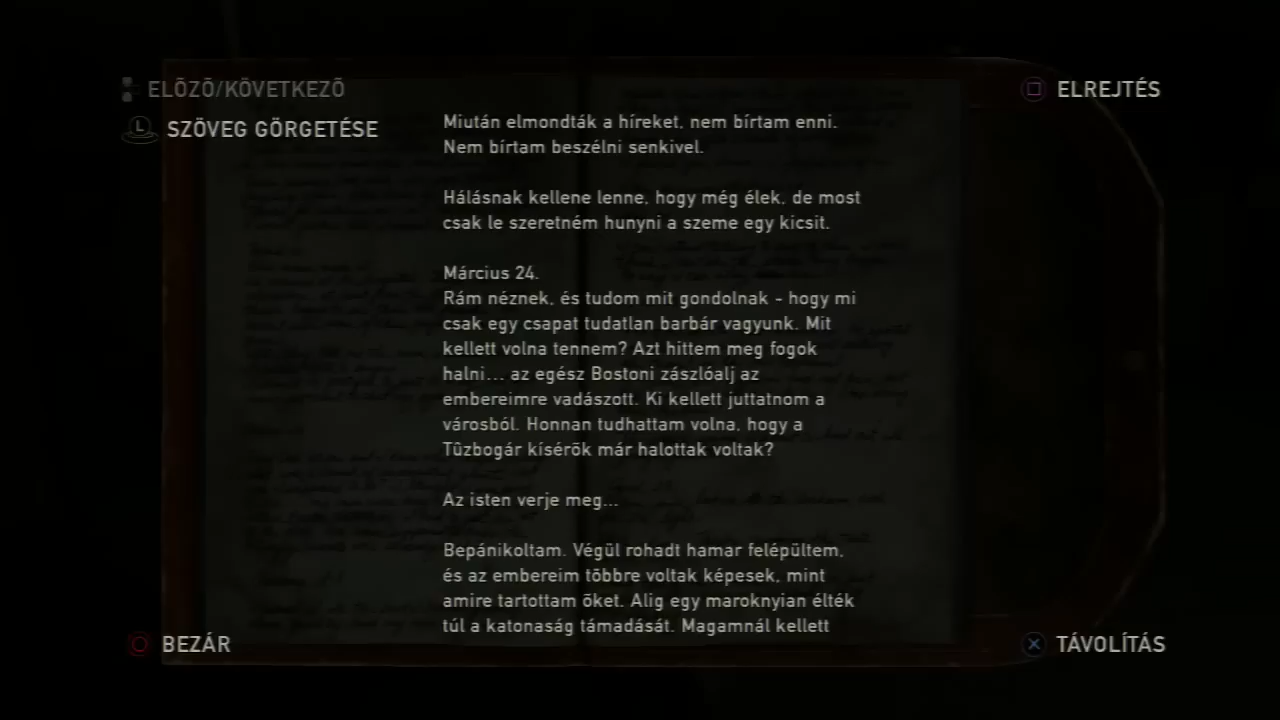 ELÕZÕ/KÖVETKEZÕ
ELREJTÉS
L SZÖVEG GÖRGETÉSE
Miután elmondták a híreket, nem bírtam enni.
Nem bírtam beszélni senkivel.
Hálásnak kellene lenne, hogy még élek, de most
csak le szeretném hunyni a szeme egy kicsit.
Március 24.
Rám néznek, és tudom mit gondolnak - hogy mi
csak egy csapat tudatlan barbár vagyunk. Mit
kellett volna tennem? Azt hittem meg fogok
halni... az egész Bostoni zászlóalj az
embereimre vadászott. Ki kellett juttatnom a
városból. Honnan tudhattam volna, hogy a
Tûzbogár kísérõk már halottak voltak?
Az isten verje meg...
Bepánikoltam. Végül rohadt hamar felépültem,
és az embereim többre voltak képesek, mint
amire tartottam õket. Alig egy maroknyian élték
túl a katonaság támadását. Magamnál kellett
BEZÁR
TÁVOLÍTÁS